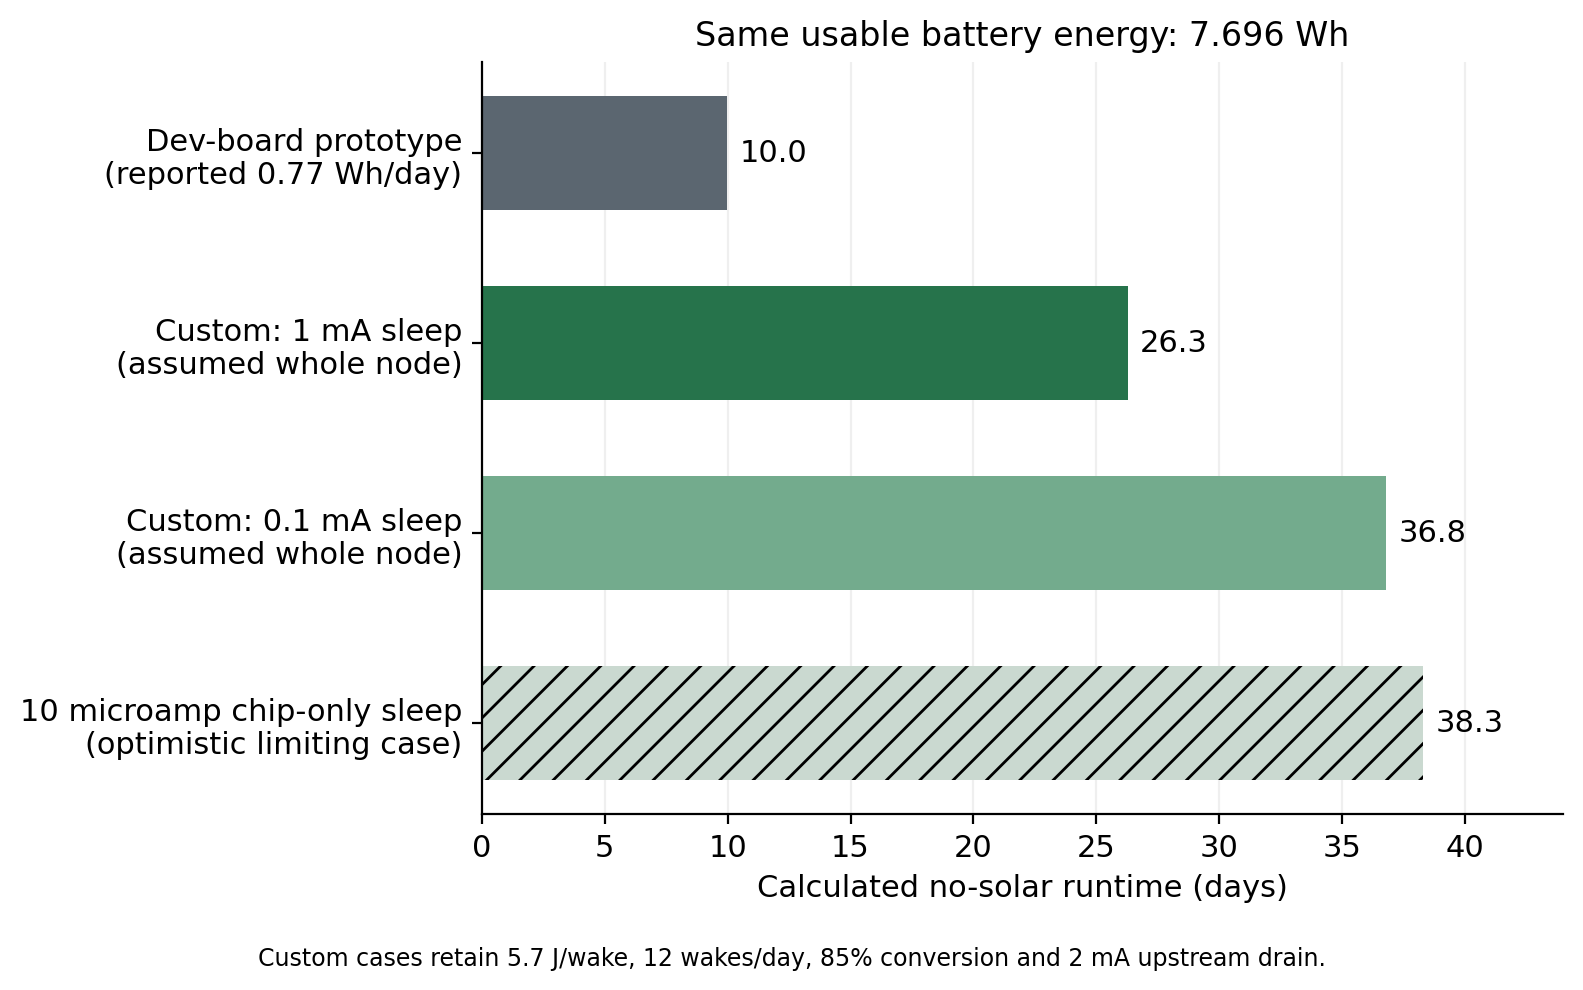 Same usable battery energy: 7.696 Wh
Dev-board prototype
(reported 0.77 Wh/day)
10.0
Custom: 1 mA sleep
(assumed whole node)
26.3
Custom: 0.1 mA sleep
(assumed whole node)
36.8
10 microamp chip-only sleep
(optimistic limiting case)
38.3
0 5 10 15 20 25 30 35 40
Calculated no-solar runtime (days)
Custom cases retain 5.7 J/wake, 12 wakes/day, 85% conversion and 2 mA upstream drain.